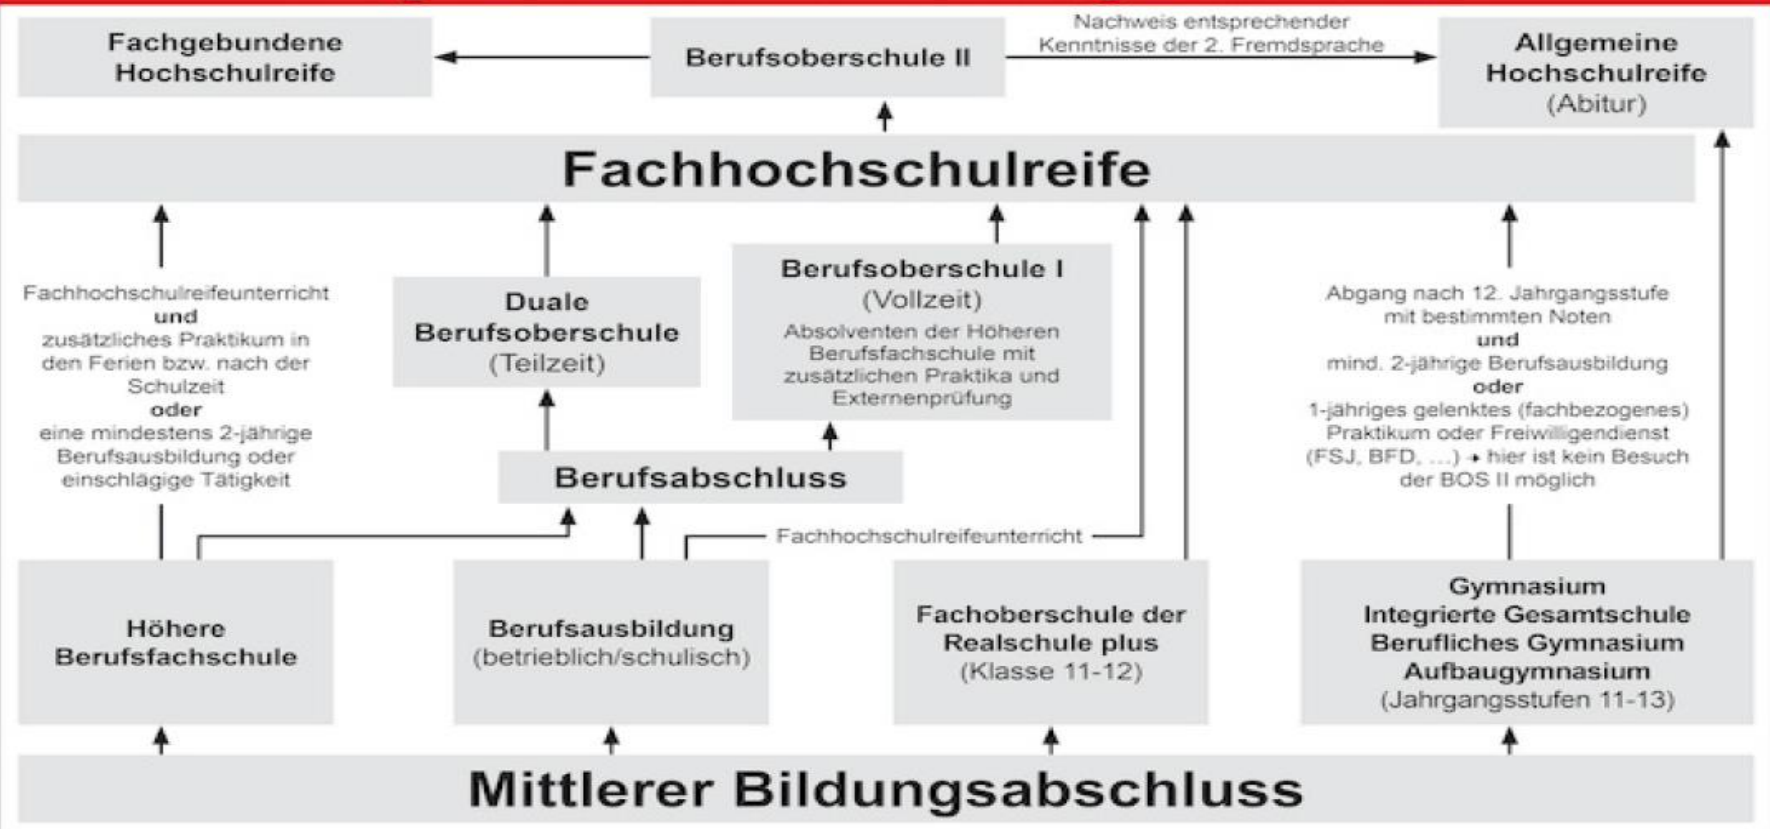 Fachgebundene
Hochschulreife
Berufsoberschule II
Nachweis entsprechender
Kenntnisse der 2. Fremdsprache
Allgemeine
Hochschulreife
(Abitur)
Fachhochschulreife
Fachhochschulreifeunterricht
und
zusätzliches Praktikum in
den Ferien bzw. nach der
Schulzeit
oder
eine mindestens 2-jährige
Berufsausbildung oder
einschlägige Tätigkeit
Duale
Berufsoberschule
(Teilzeit)
Berufsoberschule I
(Vollzeit)
Absolventen der Höheren
Berufsfachschule mit
zusätzlichen Praktika und
Externenprüfung
Abgang nach 12. Jahrgangsstufe
mit bestimmten Noten
und
mind. 2-jährige Berufsausbildung
oder
1-jähriges gelenktes (fachbezogenes)
Praktikum oder Freiwilligendienst
(FSJ, BFD, ...) → hier ist kein Besuch
der BOS II möglich
Berufsabschluss
Fachhochschulreifeunterricht
Höhere
Berufsfachschule
Berufsausbildung
(betrieblich/schulisch)
Fachoberschule der
Realschule plus
(Klasse 11-12)
Gymnasium
Integrierte Gesamtschule
Berufliches Gymnasium
Aufbaugymnasium
(Jahrgangsstufen 11-13)
Mittlerer Bildungsabschluss